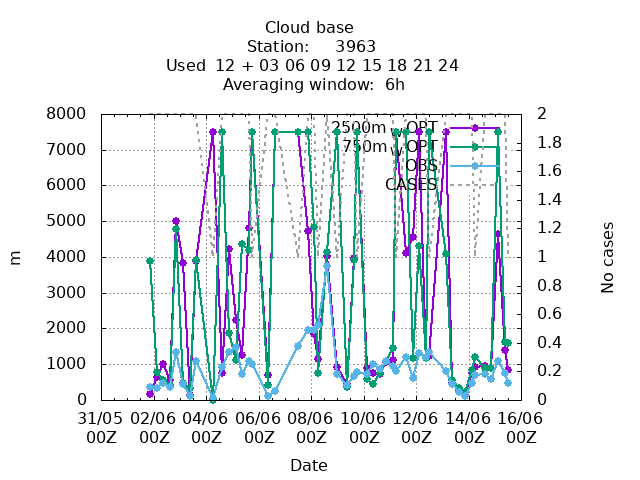 Cloud base
Station: 3963
Used 12 + 03 06 09 12 15 18 21 24
Averaging window: 6h
8000
7000
6000
5000
4000
3000
2000
1000
0
m
2500m_OPT
750m_OPT
OBS
CASES
2
1.8
1.6
1.4
1.2
1
0.8
0.6
0.4
0.2
0
No cases
31/05 02/06 04/06 06/06 08/06 10/06 12/06 14/06 16/06
00Z 00Z 00Z 00Z 00Z 00Z 00Z 00Z 00Z
Date